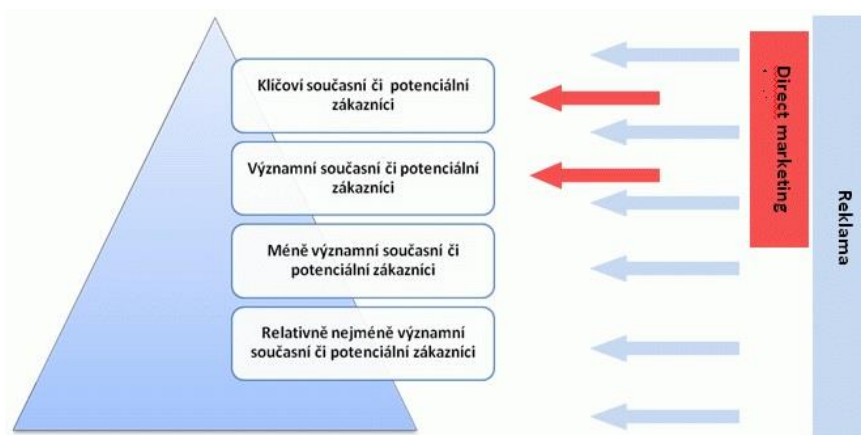 Klíčoví současní či potenciální
zákazníci
Významní současní či potenciální
zákazníci
Méně významní současní či
potenciální zákazníci
Relativně nejméně významní
současní či potenciální zákazníci
Direct marketing
Reklama